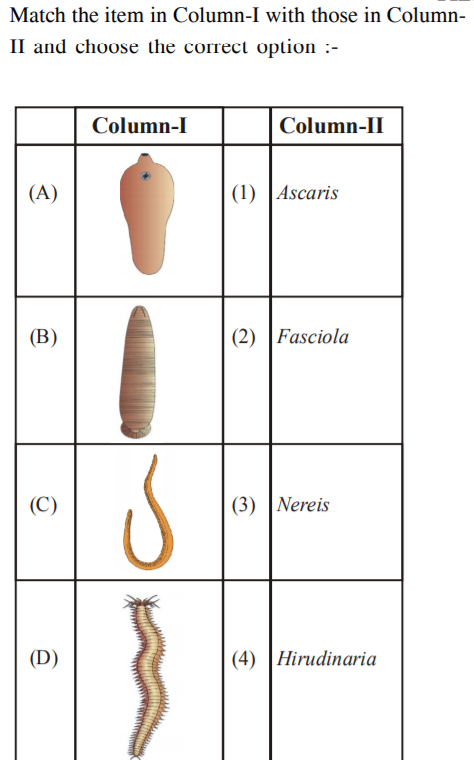 Match the item in Column-I with those in Column-
II and choose the correct option :-
Column-I Column-II
(A) (1) Ascaris
(B) (2) Fasciola
(C) (3) Nereis
(D) (4) Hirudinaria